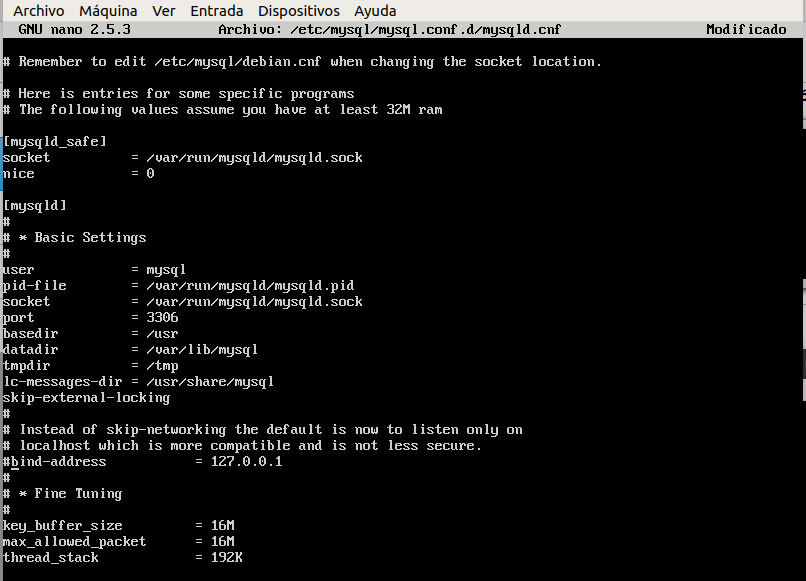 Archivo Máquina Ver Entrada Dispositivos Ayuda
GNU nano 2.5.3 Archivo: /etc/mysql/mysql.conf.d/mysqld.cnf Modificado
# Remember to edit /etc/mysql/debian.cnf when changing the socket location.
# Here is entries for some specific programs
# The following values assume you have at least 32M ram
[mysqld_safe]
socket = /var/run/mysqld/mysqld.sock
nice = 0
[mysqld]
#
# * Basic Settings
#
user = mysql
pid-file = /var/run/mysqld/mysqld.pid
socket = /var/run/mysqld/mysqld.sock
port = 3306
basedir = /usr
datadir = /var/lib/mysql
tmpdir = /tmp
lc-messages-dir = /usr/share/mysql
skip-external-locking
#
# Instead of skip-networking the default is now to listen only on
# localhost which is more compatible and is not less secure.
#bind-address = 127.0.0.1
#
# * Fine Tuning
#
key_buffer_size = 16M
max_allowed_packet = 16M
thread_stack = 192K